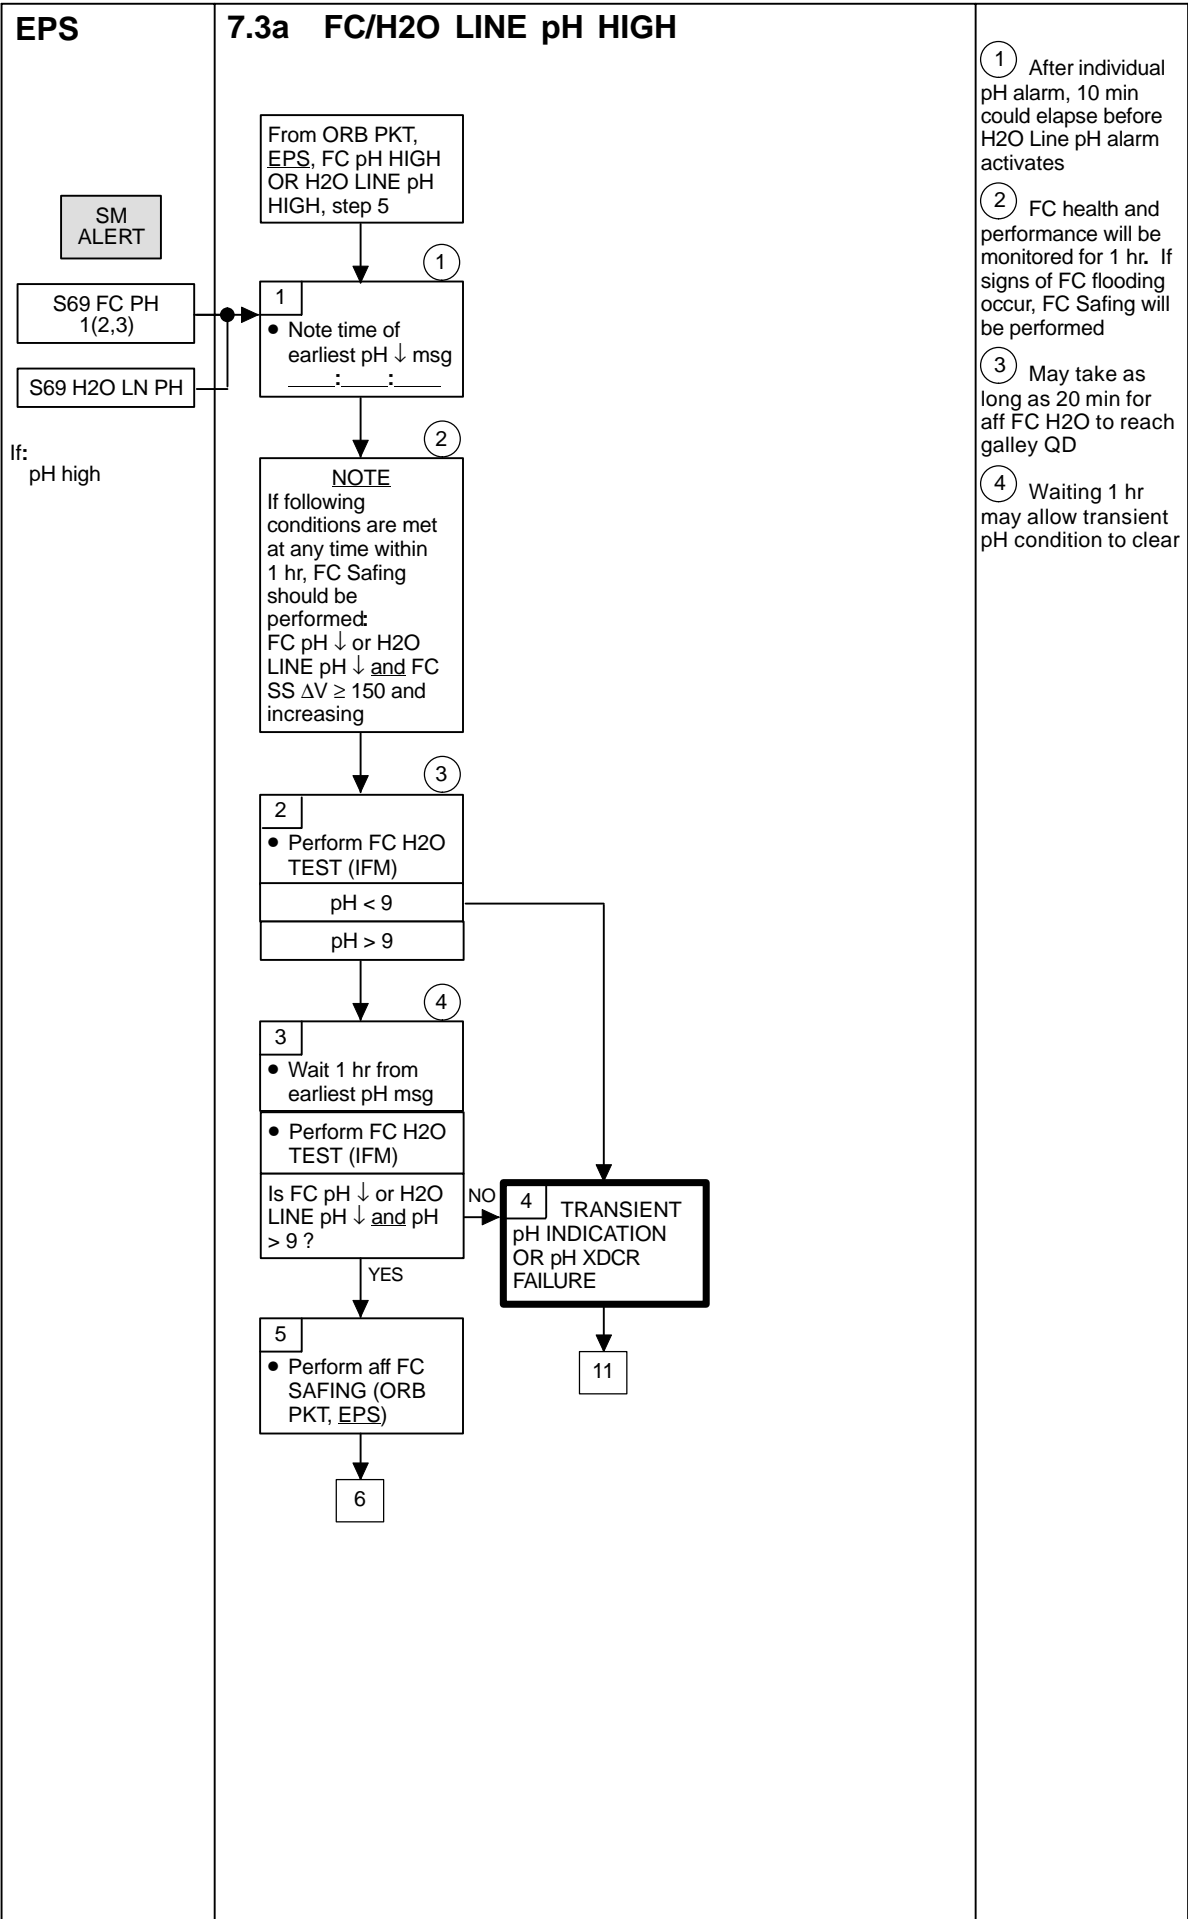 EPS
7.3a FC/H2O LINE pH HIGH
SM
ALERT
S69 FC PH
1(2,3)
S69 H2O LN PH
If:
pH high
From ORB PKT,
EPS, FC pH HIGH
OR H2O LINE pH
HIGH, step 5
1
1
• Note time of
earliest pH ↓ msg
___:___:___
2
NOTE
If following
conditions are met
at any time within
1 hr, FC Safing
should be
performed:
FC pH ↓ or H2O
LINE pH ↓ and FC
SS ∆V ≥ 150 and
increasing
3
2
• Perform FC H2O
TEST (IFM)
pH < 9
pH > 9
4
3
• Wait 1 hr from
earliest pH msg
• Perform FC H2O
TEST (IFM)
Is FC pH ↓ or H2O
LINE pH ↓ and pH
> 9 ?
NO
YES
4 TRANSIENT
pH INDICATION
OR pH XDCR
FAILURE
11
5
• Perform aff FC
SAFING (ORB
PKT, EPS)
6
1 After individual
pH alarm, 10 min
could elapse before
H2O Line pH alarm
activates
2 FC health and
performance will be
monitored for 1 hr. If
signs of FC flooding
occur, FC Safing will
be performed
3 May take as
long as 20 min for
aff FC H2O to reach
galley QD
4 Waiting 1 hr
may allow transient
pH condition to clear